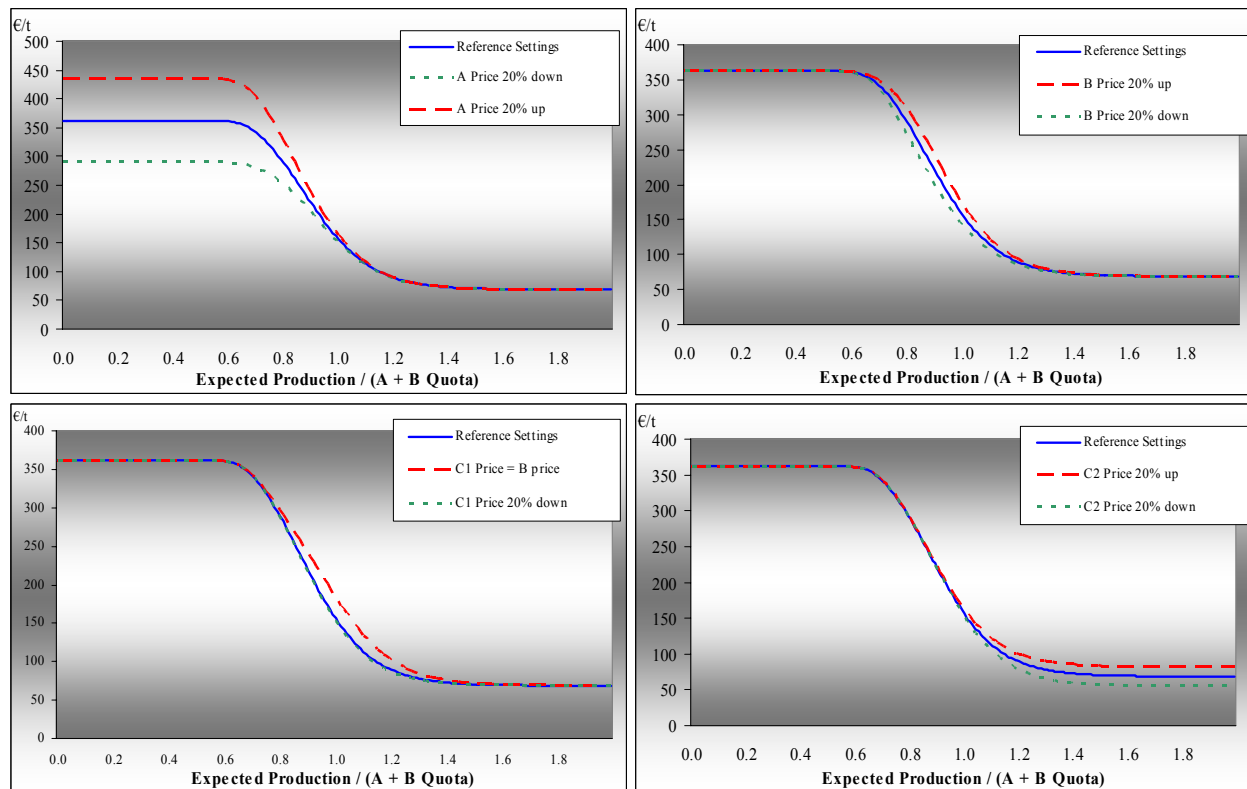 €/t
500
450
400
350
300
250
200
150
100
50
0
Reference Settings
A Price 20% down
A Price 20% up
0.0 0.2 0.4 0.6 0.8 1.0 1.2 1.4 1.6 1.8
Expected Production / (A + B Quota)
€/t
400
350
300
250
200
150
100
50
0
Reference Settings
B Price 20% up
B Price 20% down
0.0 0.2 0.4 0.6 0.8 1.0 1.2 1.4 1.6 1.8
Expected Production / (A + B Quota)
€/t
400
350
300
250
200
150
100
50
0
Reference Settings
C1 Price = B price
C1 Price 20% down
0.0 0.2 0.4 0.6 0.8 1.0 1.2 1.4 1.6 1.8
Expected Production / (A + B Quota)
€/t
400
350
300
250
200
150
100
50
0
Reference Settings
C2 Price 20% up
C2 Price 20% down
0.0 0.2 0.4 0.6 0.8 1.0 1.2 1.4 1.6 1.8
Expected Production / (A + B Quota)